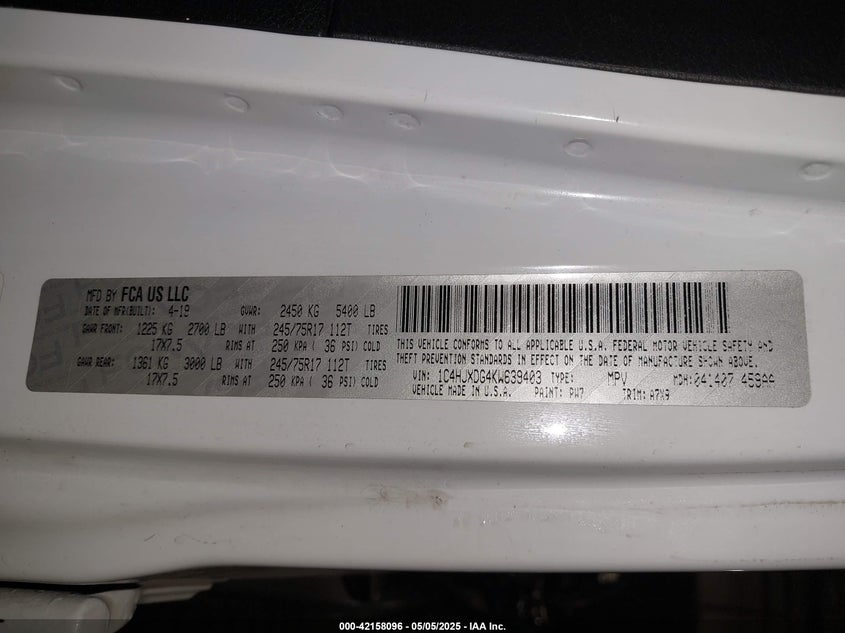 MFD BY FCA US LLC
DATE OF MFR(BUILT): 4-19 GVWR: 2450 KG 5400 LB
GAWR FRONT: 1225 KG 2700 LB WITH 245/75R17 112T TIRES
17X7.5 RIMS AT 250 KPA ( 36 PSI) COLD
GAWR REAR: 1361 KG 3000 LB WITH 245/75R17 112T TIRES
17X7.5 RIMS AT 250 KPA ( 36 PSI) COLD
THIS VEHICLE CONFORMS TO ALL APPLICABLE U.S.A. FEDERAL MOTOR VEHICLE SAFETY AND
THEFT PREVENTION STANDARDS IN EFFECT ON THE DATE OF MANUFACTURE SHOWN ABOVE.
VIN: 1C4HJXDG4KW639403 TYPE: MPV MDH: 041407 459AA
VEHICLE MADE IN U.S.A. PAINT: PW7 TRIM: A7X9
000-42158096 - 05/05/2025 - IAA Inc.